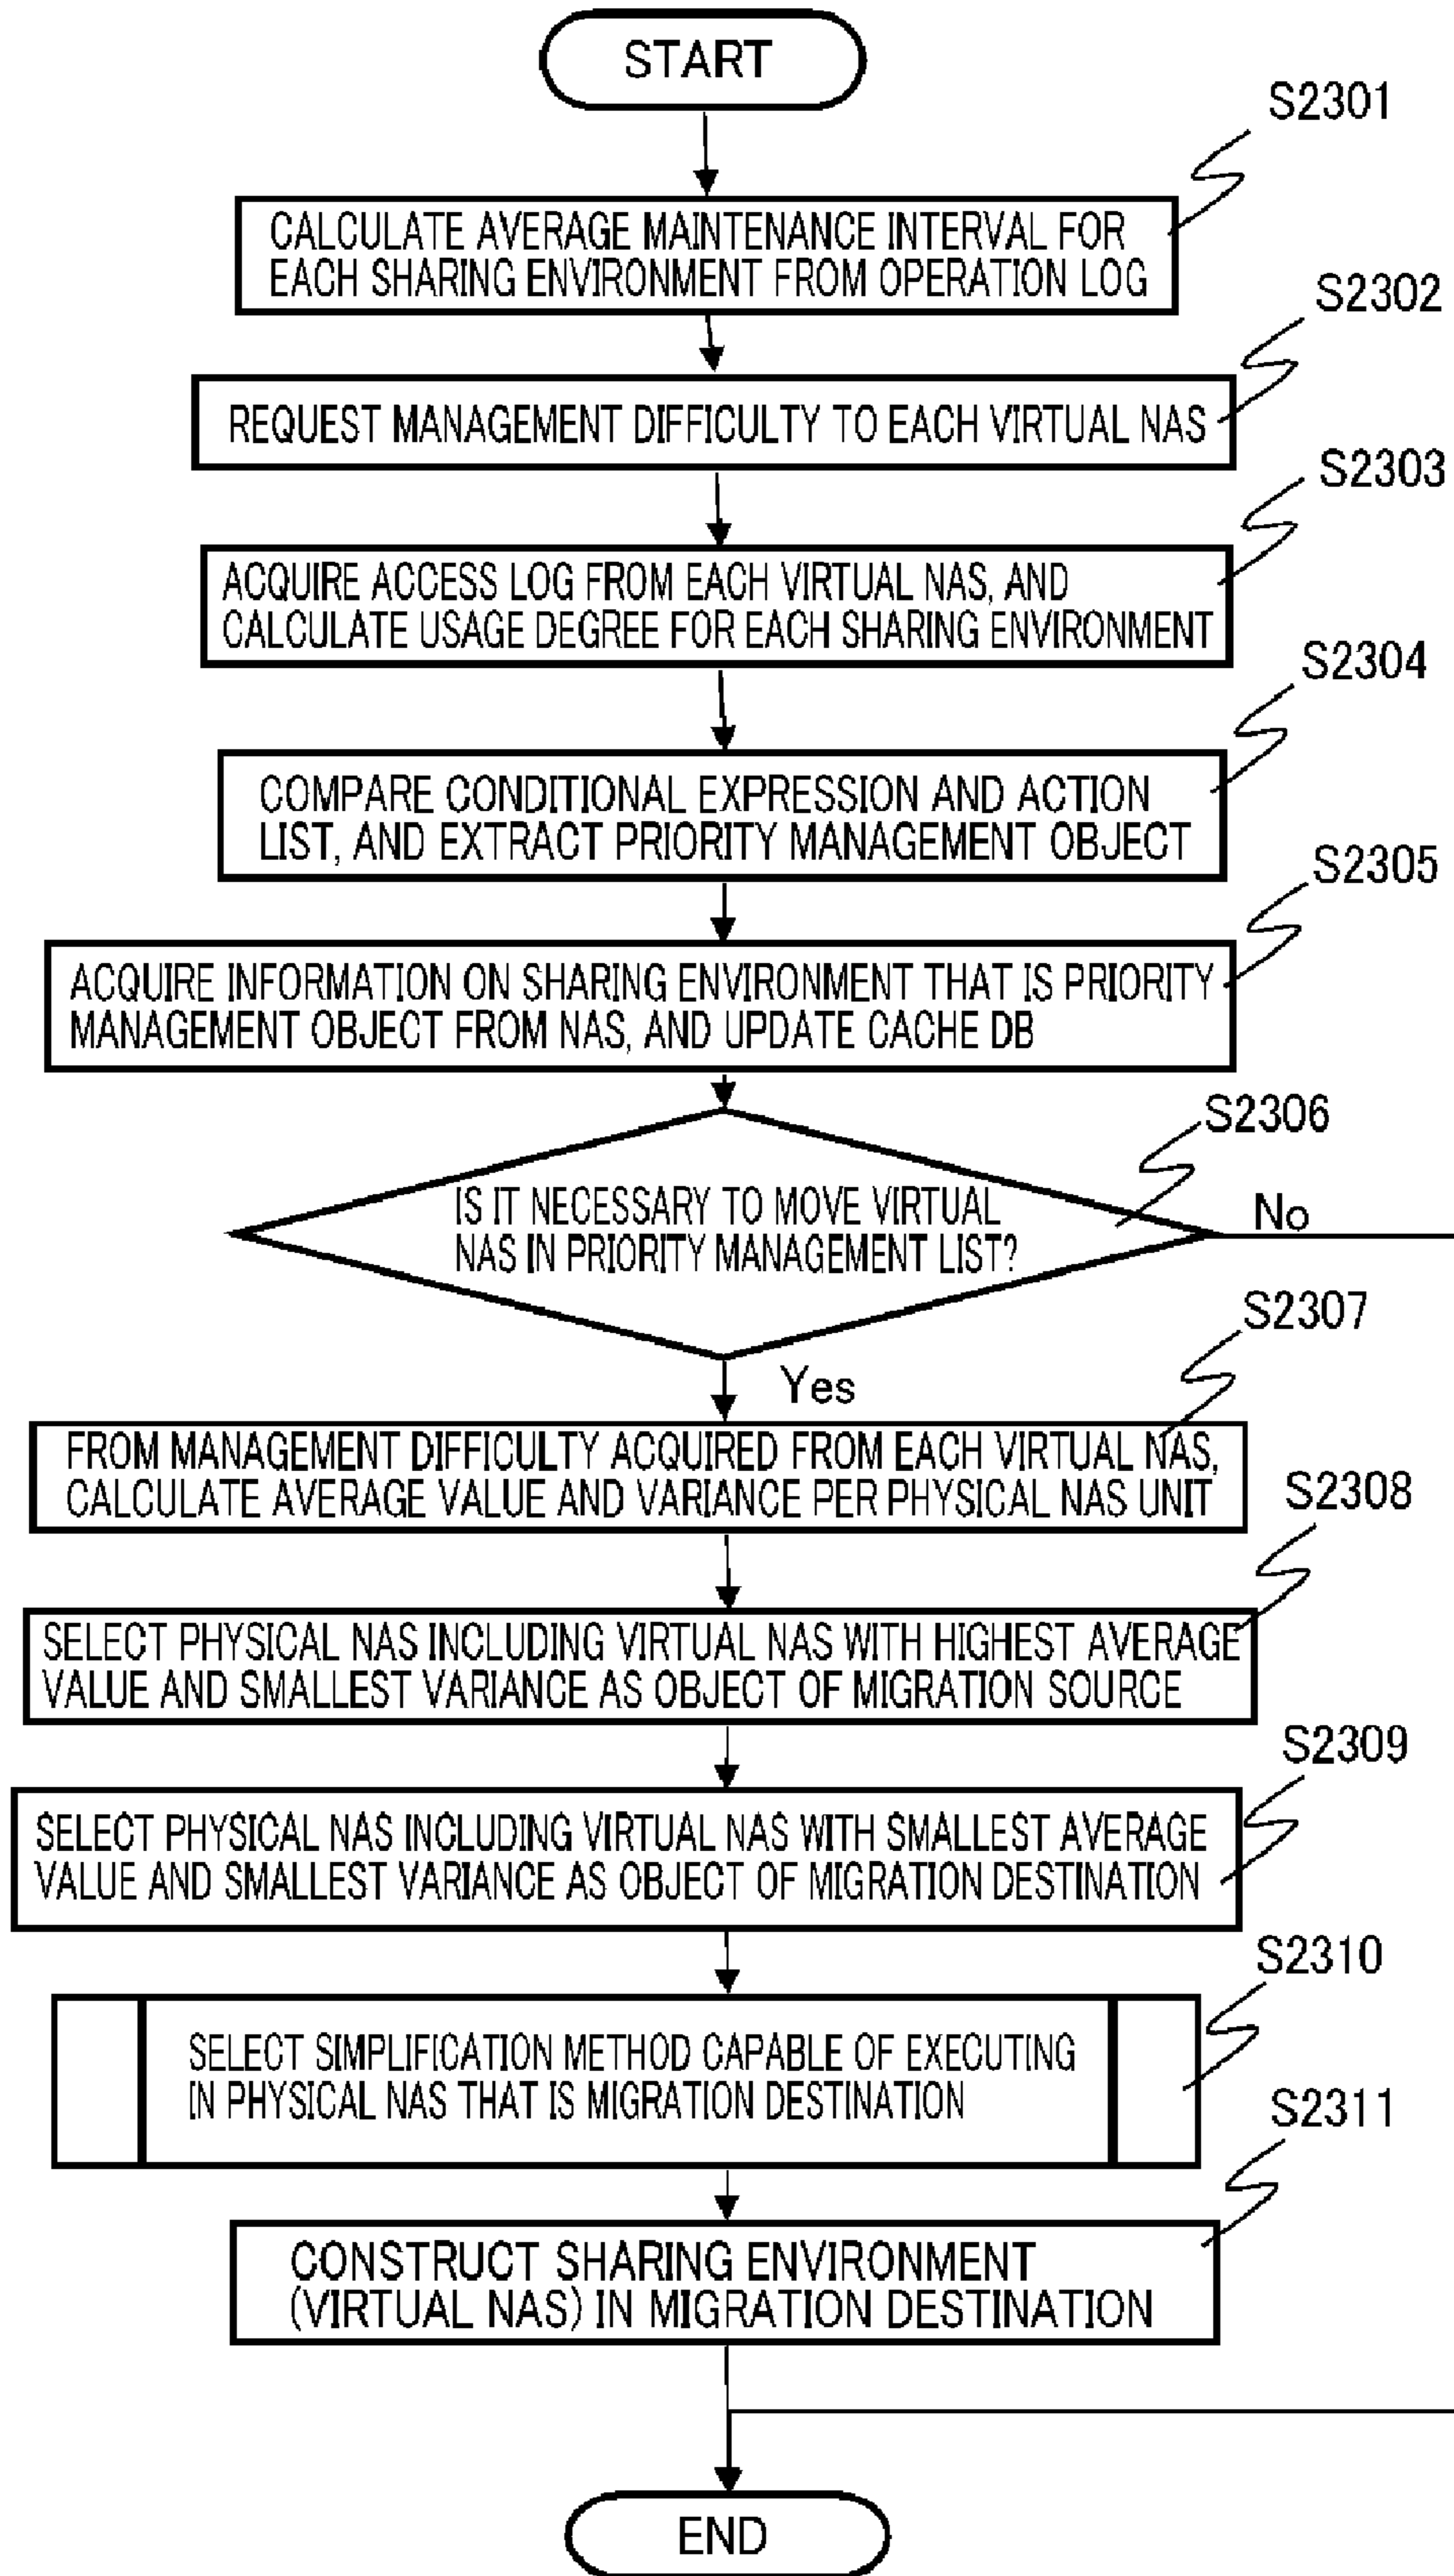 START
S2301
CALCULATE AVERAGE MAINTENANCE INTERVAL FOR
EACH SHARING ENVIRONMENT FROM OPERATION LOG
S2302
REQUEST MANAGEMENT DIFFICULTY TO EACH VIRTUAL NAS
S2303
ACQUIRE ACCESS LOG FROM EACH VIRTUAL NAS, AND
CALCULATE USAGE DEGREE FOR EACH SHARING ENVIRONMENT
S2304
COMPARE CONDITIONAL EXPRESSION AND ACTION
LIST, AND EXTRACT PRIORITY MANAGEMENT OBJECT
S2305
ACQUIRE INFORMATION ON SHARING ENVIRONMENT THAT IS PRIORITY
MANAGEMENT OBJECT FROM NAS, AND UPDATE CACHE DB
S2306
IS IT NECESSARY TO MOVE VIRTUAL
NAS IN PRIORITY MANAGEMENT LIST?
No
S2307
Yes
FROM MANAGEMENT DIFFICULTY ACQUIRED FROM EACH VIRTUAL NAS,
CALCULATE AVERAGE VALUE AND VARIANCE PER PHYSICAL NAS UNIT
S2308
SELECT PHYSICAL NAS INCLUDING VIRTUAL NAS WITH HIGHEST AVERAGE
VALUE AND SMALLEST VARIANCE AS OBJECT OF MIGRATION SOURCE
S2309
SELECT PHYSICAL NAS INCLUDING VIRTUAL NAS WITH SMALLEST AVERAGE
VALUE AND SMALLEST VARIANCE AS OBJECT OF MIGRATION DESTINATION
S2310
SELECT SIMPLIFICATION METHOD CAPABLE OF EXECUTING
IN PHYSICAL NAS THAT IS MIGRATION DESTINATION
S2311
CONSTRUCT SHARING ENVIRONMENT
(VIRTUAL NAS) IN MIGRATION DESTINATION
END